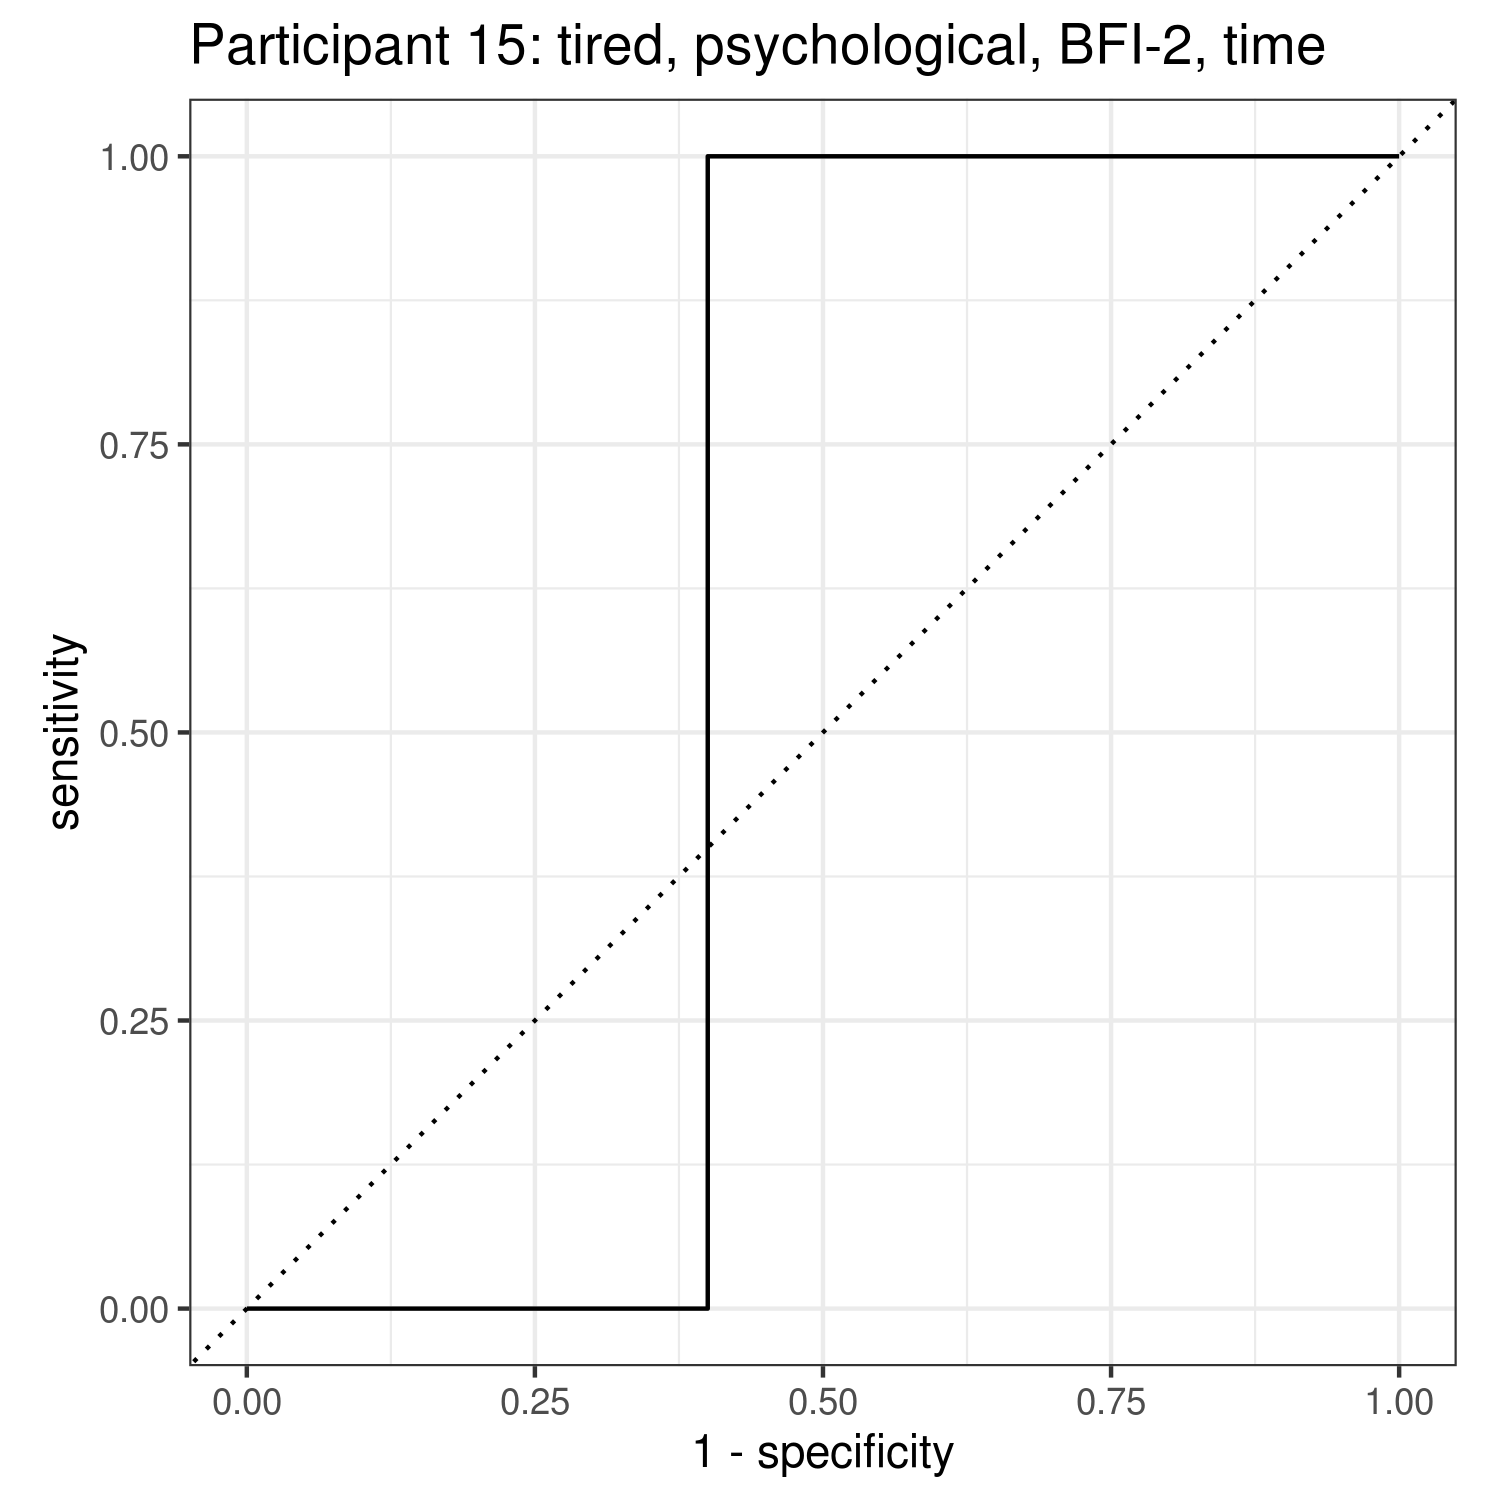 Participant 15: tired, psychological, BFI-2, time
1.00
0.75
0.50
0.25
0.00
sensitivity
0.00 0.25 0.50 0.75 1.00
1 - specificity